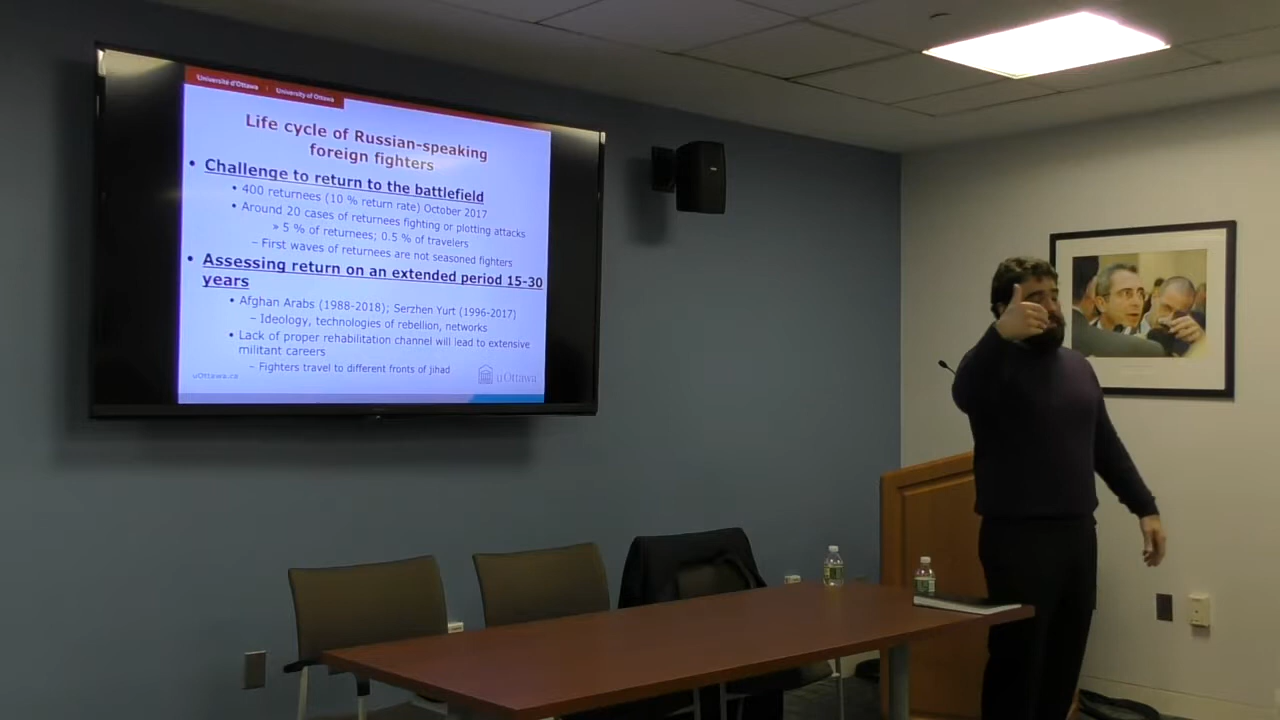 Université d'Ottawa | University of Ottawa
Life cycle of Russian-speaking
foreign fighters
• Challenge to return to the battlefield
• 400 returnees (10 % return rate) October 2017
• Around 20 cases of returnees fighting or plotting attacks
» 5 % of returnees; 0.5 % of travelers
– First waves of returnees are not seasoned fighters
• Assessing return on an extended period 15-30
years
• Afghan Arabs (1988-2018); Serzhen Yurt (1996-2017)
– Ideology, technologies of rebellion, networks
• Lack of proper rehabilitation channel will lead to extensive
militant careers
– Fighters travel to different fronts of jihad
uOttawa.ca
uOttawa